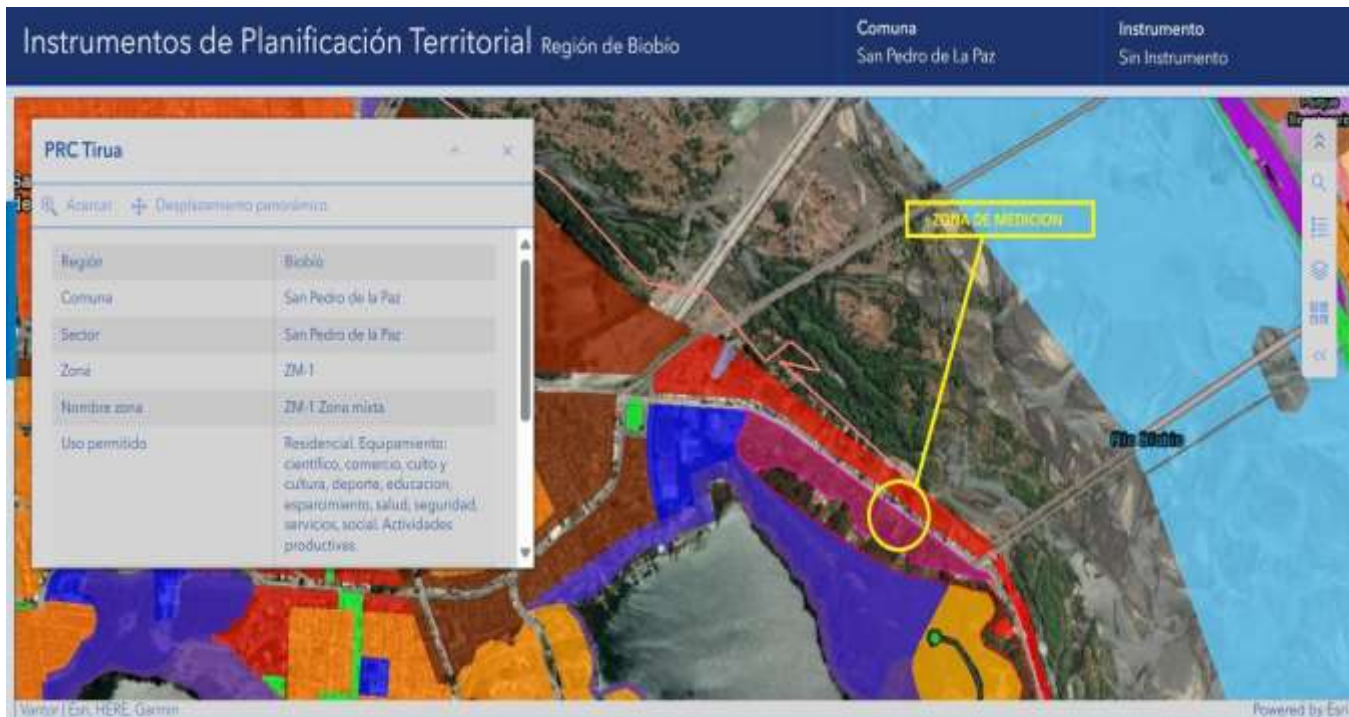 Instrumentos de Planificación Territorial Región de Biobío
Comuna
San Pedro de La Paz
Instrumento
Sin Instrumento
PRC Tirua
Acercar
Desplazamiento panorámico
Región Biobío
Comuna San Pedro de la Paz
Sector San Pedro de la Paz
Zona ZM-1
Nombre zona ZM-1 Zona mixta
Uso permitido Residencial. Equipamiento:
científico, comercio, culto y
cultura, deporte, educacion,
esparcimiento, salud, seguridad,
servicios, social. Actividades
productivas.
ZONA DE MEDICION
Río Biobío
Vantor | Esri, HERE, Garmin
Powered by Esri